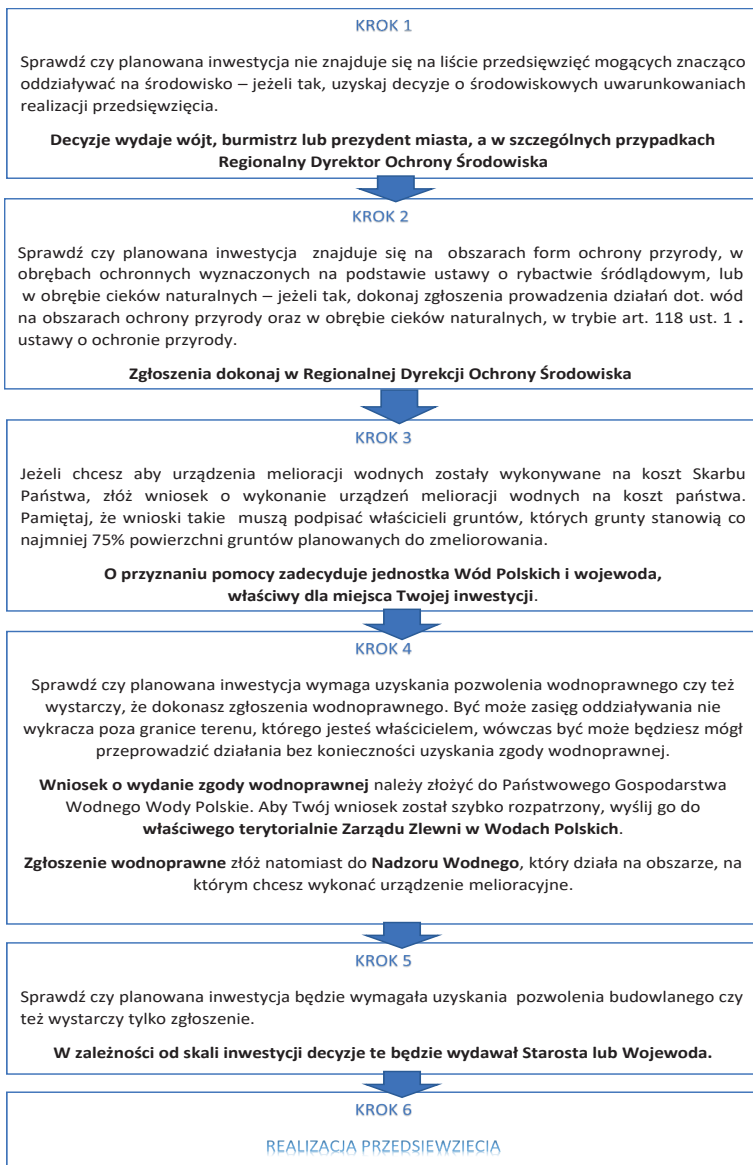 KROK 1
Sprawdź czy planowana inwestycja nie znajduje się na liście przedsięwzięć mogących znacząco
oddziaływać na środowisko – jeżeli tak, uzyskaj decyzje o środowiskowych uwarunkowaniach
realizacji przedsięwzięcia.
Decyzje wydaje wójt, burmistrz lub prezydent miasta, a w szczególnych przypadkach
Regionalny Dyrektor Ochrony Środowiska
KROK 2
Sprawdź czy planowana inwestycja znajduje się na obszarach form ochrony przyrody, w
obrębach ochronnych wyznaczonych na podstawie ustawy o rybactwie śródlądowym, lub
w obrębie cieków naturalnych – jeżeli tak, dokonaj zgłoszenia prowadzenia działań dot. wód
na obszarach ochrony przyrody oraz w obrębie cieków naturalnych, w trybie art. 118 ust. 1 .
ustawy o ochronie przyrody.
Zgłoszenia dokonaj w Regionalnej Dyrekcji Ochrony Środowiska
KROK 3
Jeżeli chcesz aby urządzenia melioracji wodnych zostały wykonywane na koszt Skarbu
Państwa, złóż wniosek o wykonanie urządzeń melioracji wodnych na koszt państwa.
Pamiętaj, że wnioski takie muszą podpisać właścicieli gruntów, których grunty stanowią co
najmniej 75% powierzchni gruntów planowanych do zmeliorowania.
O przyznaniu pomocy zadecyduje jednostka Wód Polskich i wojewoda,
właściwy dla miejsca Twojej inwestycji.
KROK 4
Sprawdź czy planowana inwestycja wymaga uzyskania pozwolenia wodnoprawnego czy też
wystarczy, że dokonasz zgłoszenia wodnoprawnego. Być może zasięg oddziaływania nie
wykracza poza granice terenu, którego jesteś właścicielem, wówczas być może będziesz mógł
przeprowadzić działania bez konieczności uzyskania zgody wodnoprawnej.
Wniosek o wydanie zgody wodnoprawnej należy złożyć do Państwowego Gospodarstwa
Wodnego Wody Polskie. Aby Twój wniosek został szybko rozpatrzony, wyślij go do
właściwego terytorialnie Zarządu Zlewni w Wodach Polskich.
Zgłoszenie wodnoprawne złóż natomiast do Nadzoru Wodnego, który działa na obszarze, na
którym chcesz wykonać urządzenie melioracyjne.
KROK 5
Sprawdź czy planowana inwestycja będzie wymagała uzyskania pozwolenia budowlanego czy
też wystarczy tylko zgłoszenie.
W zależności od skali inwestycji decyzje te będzie wydawał Starosta lub Wojewoda.
KROK 6
REALIZACJA PRZEDSIEWZIECIA